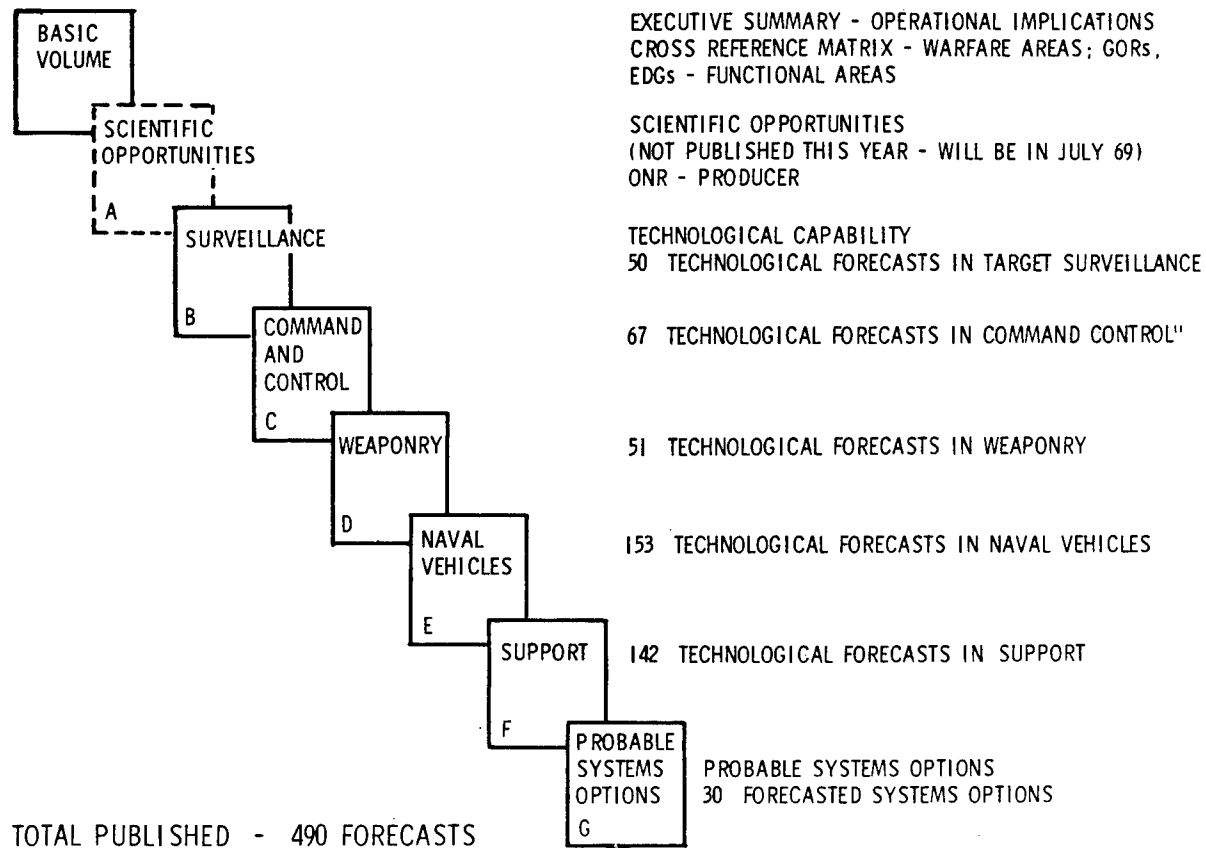 BASIC
VOLUME
EXECUTIVE SUMMARY - OPERATIONAL IMPLICATIONS
CROSS REFERENCE MATRIX - WARFARE AREAS; GORs,
EDGs - FUNCTIONAL AREAS
SCIENTIFIC
OPPORTUNITIES
A
SCIENTIFIC OPPORTUNITIES
(NOT PUBLISHED THIS YEAR - WILL BE IN JULY 69)
ONR - PRODUCER
SURVEILLANCE
B
TECHNOLOGICAL CAPABILITY
50 TECHNOLOGICAL FORECASTS IN TARGET SURVEILLANCE
COMMAND
AND
CONTROL
C
67 TECHNOLOGICAL FORECASTS IN COMMAND CONTROL"
WEAPONRY
D
51 TECHNOLOGICAL FORECASTS IN WEAPONRY
NAVAL
VEHICLES
E
153 TECHNOLOGICAL FORECASTS IN NAVAL VEHICLES
SUPPORT
F
142 TECHNOLOGICAL FORECASTS IN SUPPORT
PROBABLE
SYSTEMS
OPTIONS
G
PROBABLE SYSTEMS OPTIONS
30 FORECASTED SYSTEMS OPTIONS
TOTAL PUBLISHED - 490 FORECASTS